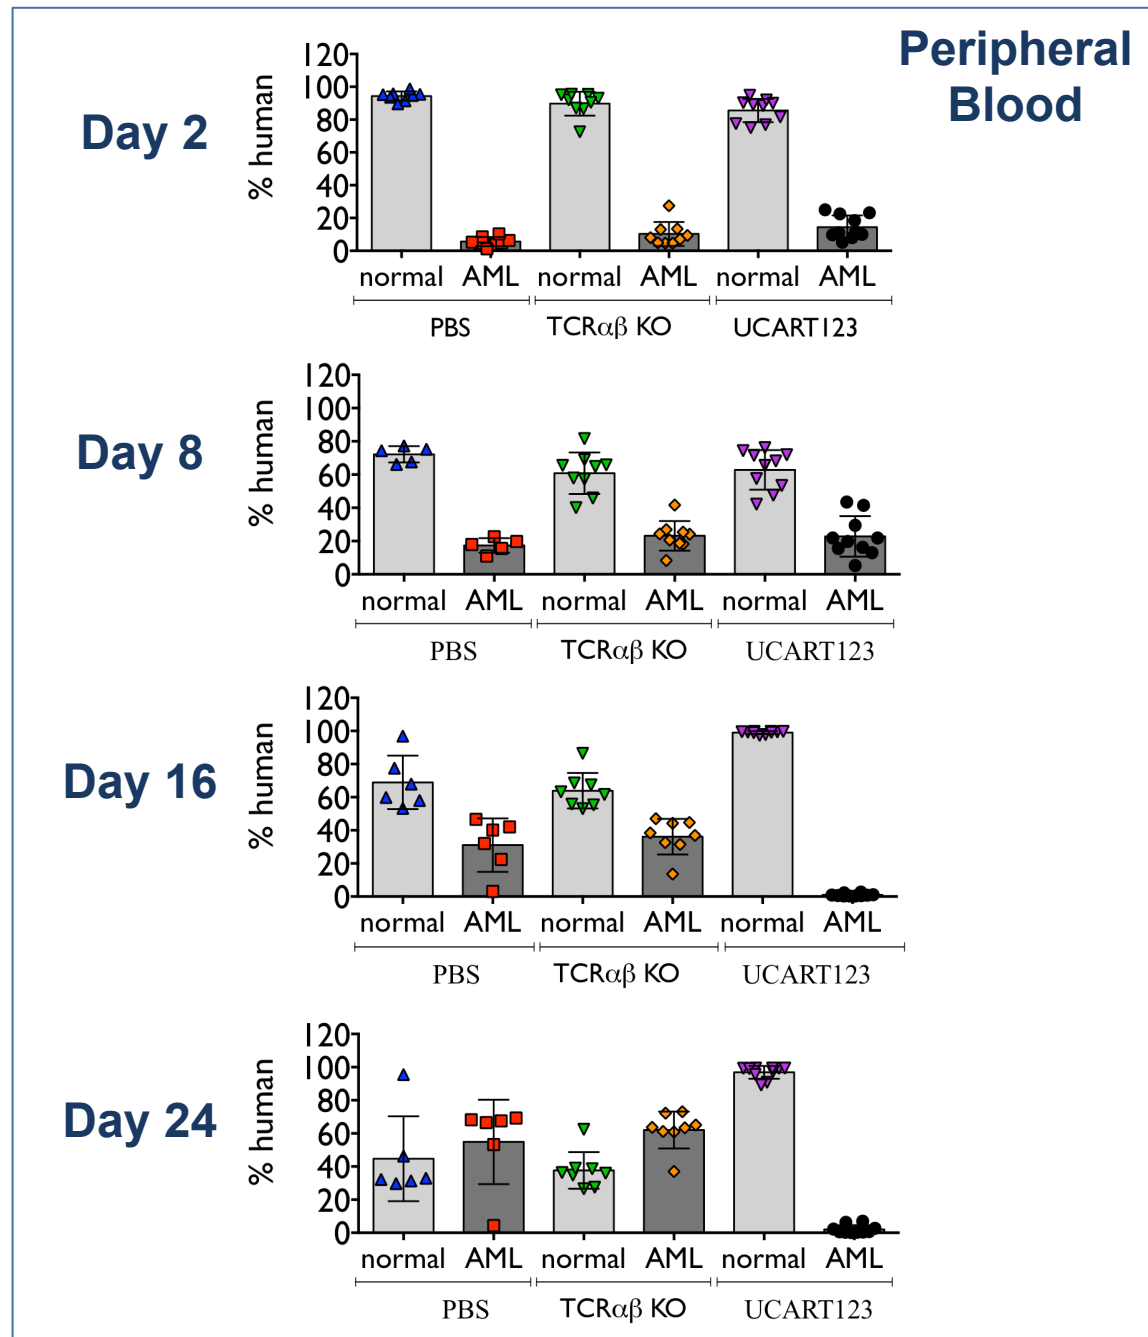 Peripheral
Blood
Day 2
% human
120
100
80
60
40
20
0
normal AML normal AML normal AML
PBS TCRαβ KO UCART123
Day 8
% human
120
100
80
60
40
20
0
normal AML normal AML normal AML
PBS TCRαβ KO UCART123
Day 16
% human
120
100
80
60
40
20
0
normal AML normal AML normal AML
PBS TCRαβ KO UCART123
Day 24
% human
120
100
80
60
40
20
0
normal AML normal AML normal AML
PBS TCRαβ KO UCART123